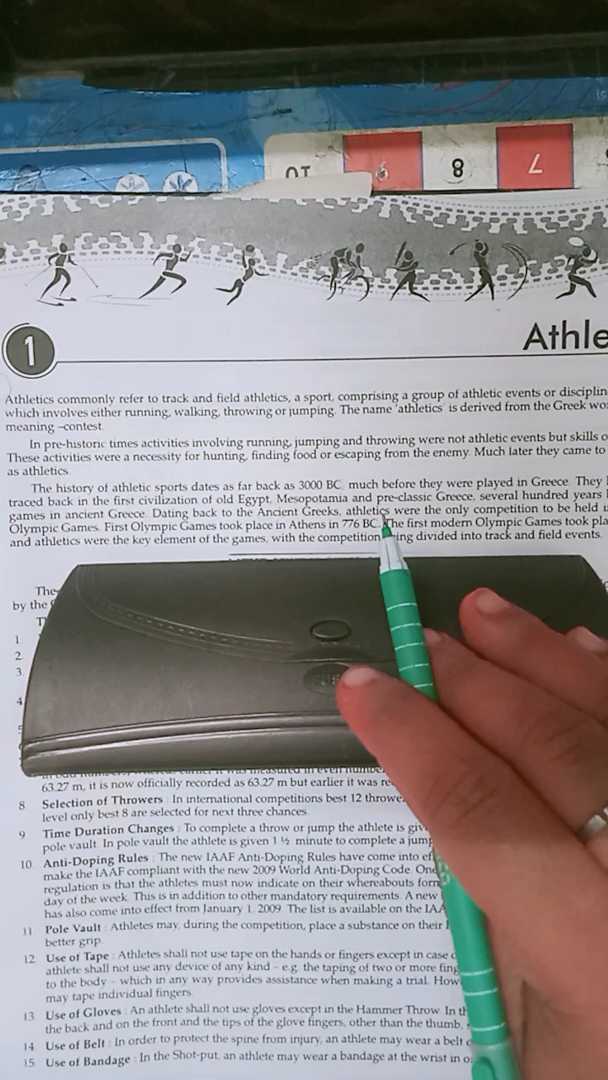 10 9 8 7
1
Athle
Athletics commonly refer to track and field athletics, a sport, comprising a group of athletic events or disciplin
which involves either running, walking, throwing or jumping. The name 'athletics' is derived from the Greek wo
meaning –contest.
In pre-historic times activities involving running, jumping and throwing were not athletic events but skills o
These activities were a necessity for hunting, finding food or escaping from the enemy. Much later they came to
as athletics.
The history of athletic sports dates as far back as 3000 BC, much before they were played in Greece. They
traced back in the first civilization of old Egypt, Mesopotamia and pre-classic Greece, several hundred years
games in ancient Greece. Dating back to the Ancient Greeks, athletics were the only competition to be held
Olympic Games. First Olympic Games took place in Athens in 776 BC. The first modern Olympic Games took pla
and athletics were the key element of the games, with the competition being divided into track and field events.
The
by the
1.
2.
3.
4
63.27 m, it is now officially recorded as 63.27 m but earlier it was re
8. Selection of Throwers : In international competitions best 12 throwe
level only best 8 are selected for next three chances.
9. Time Duration Changes : To complete a throw or jump the athlete is giv
pole vault. In pole vault the athlete is given 1 ½ minute to complete a jump
10. Anti-Doping Rules : The new IAAF Anti-Doping Rules have come into ef
make the IAAF compliant with the new 2009 World Anti-Doping Code. One
regulation is that the athletes must now indicate on their whereabouts form
day of the week. This is in addition to other mandatory requirements. A new
has also come into effect from January 1, 2009. The list is available on the IAA
11. Pole Vault : Athletes may, during the competition, place a substance on their
better grip.
12. Use of Tape : Athletes shall not use tape on the hands or fingers except in case
athlete shall not use any device of any kind – e.g. the taping of two or more fing
to the body – which in any way provides assistance when making a trial. How
may tape individual fingers.
13. Use of Gloves : An athlete shall not use gloves except in the Hammer Throw. In th
the back and on the front and the tips of the glove fingers, other than the thumb,
14. Use of Belt : In order to protect the spine from injury, an athlete may wear a belt
15. Use of Bandage : In the Shot-put, an athlete may wear a bandage at the wrist in o